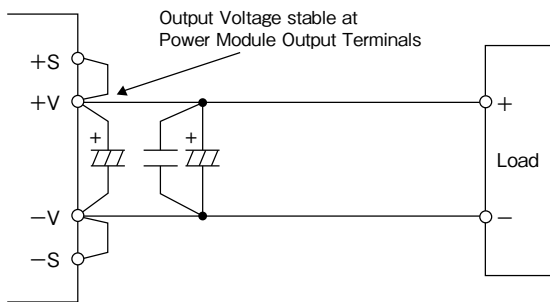 Output Voltage stable at
Power Module Output Terminals
+S
+V
+
+
+
Load
−V
-
−S